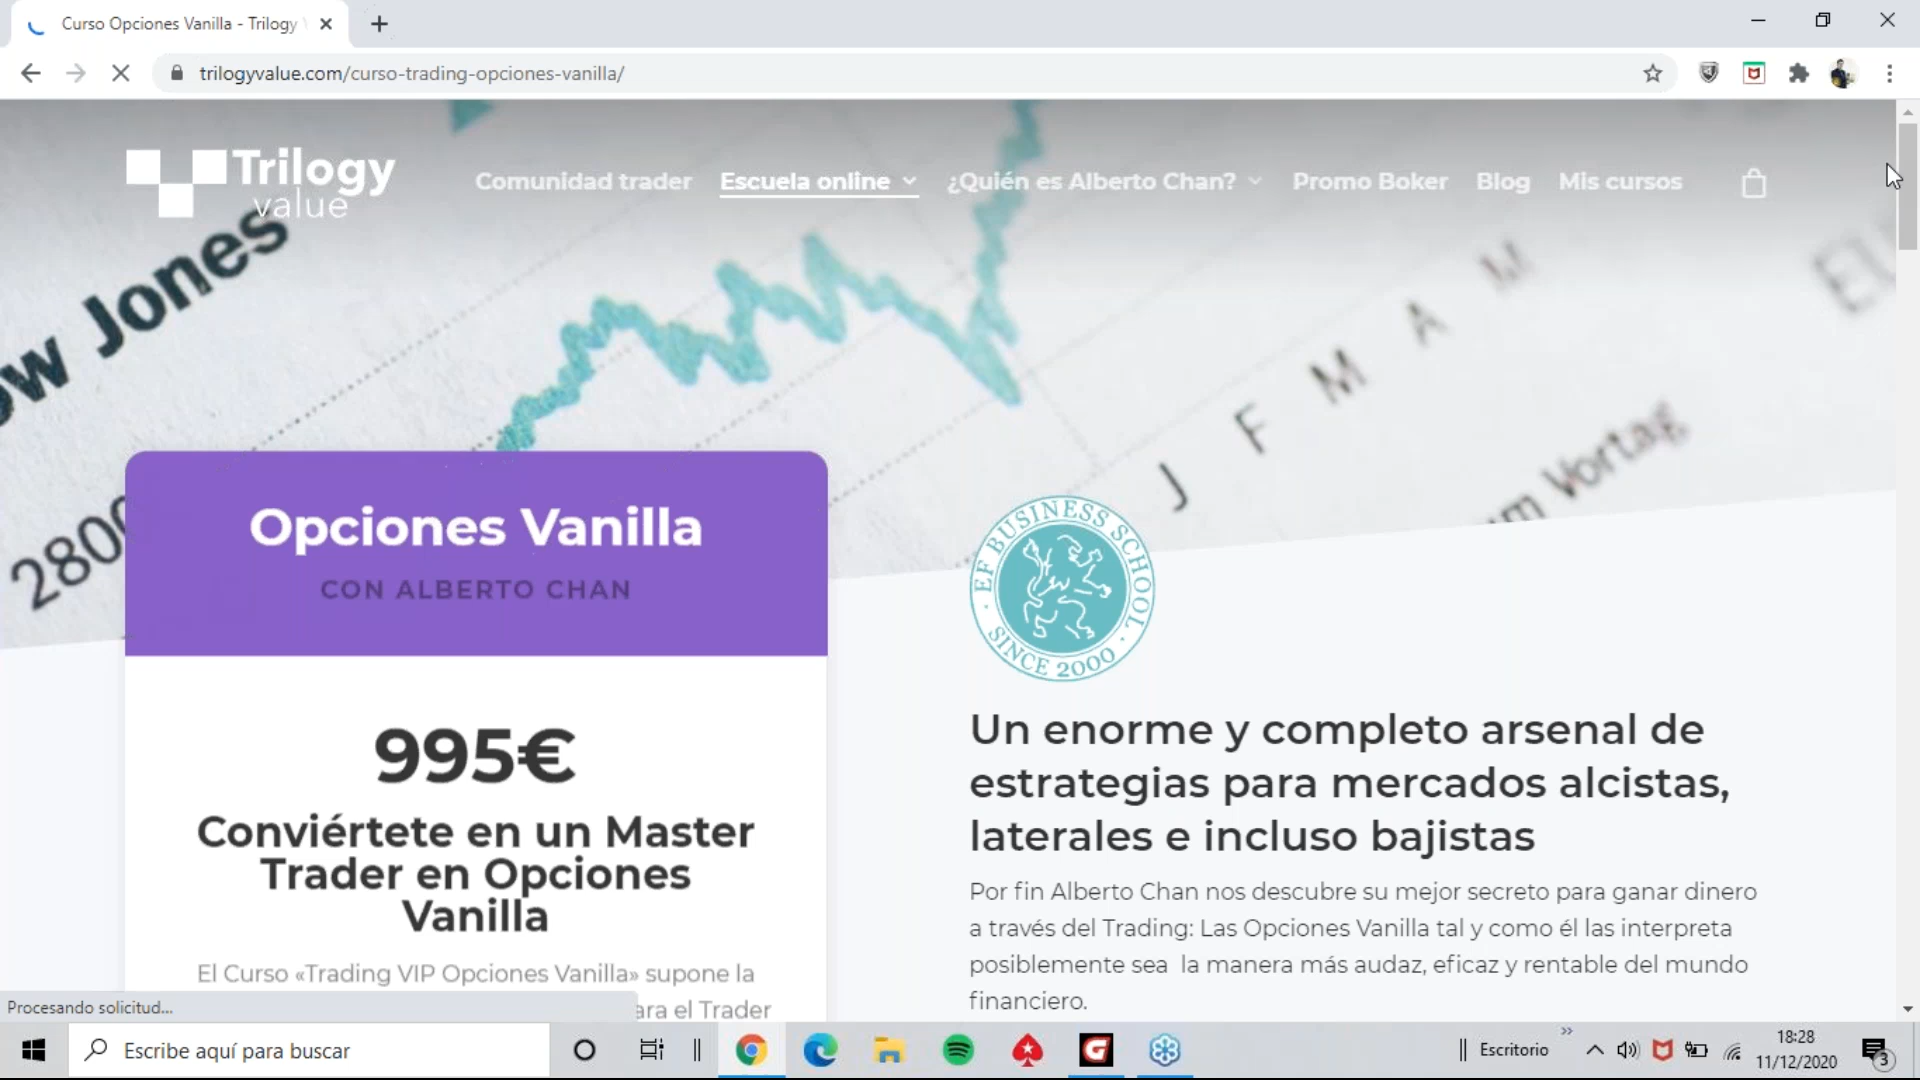 Curso Opciones Vanilla - Trilogy
trilogyvalue.com/curso-trading-opciones-vanilla/
Trilogy
value
Comunidad trader
Escuela online
¿Quién es Alberto Chan?
Promo Boker
Blog
Mis cursos
ow Jones
2800
J F M A M
um Vortag
Opciones Vanilla
CON ALBERTO CHAN
995€
Conviértete en un Master
Trader en Opciones
Vanilla
El Curso «Trading VIP Opciones Vanilla» supone la
ara el Trader
· EF BUSINESS SCHOOL ·
SINCE 2000
Un enorme y completo arsenal de
estrategias para mercados alcistas,
laterales e incluso bajistas
Por fin Alberto Chan nos descubre su mejor secreto para ganar dinero
a través del Trading: Las Opciones Vanilla tal y como él las interpreta
posiblemente sea la manera más audaz, eficaz y rentable del mundo
financiero.
Procesando solicitud...
Escribe aquí para buscar
Escritorio
18:28
11/12/2020
3